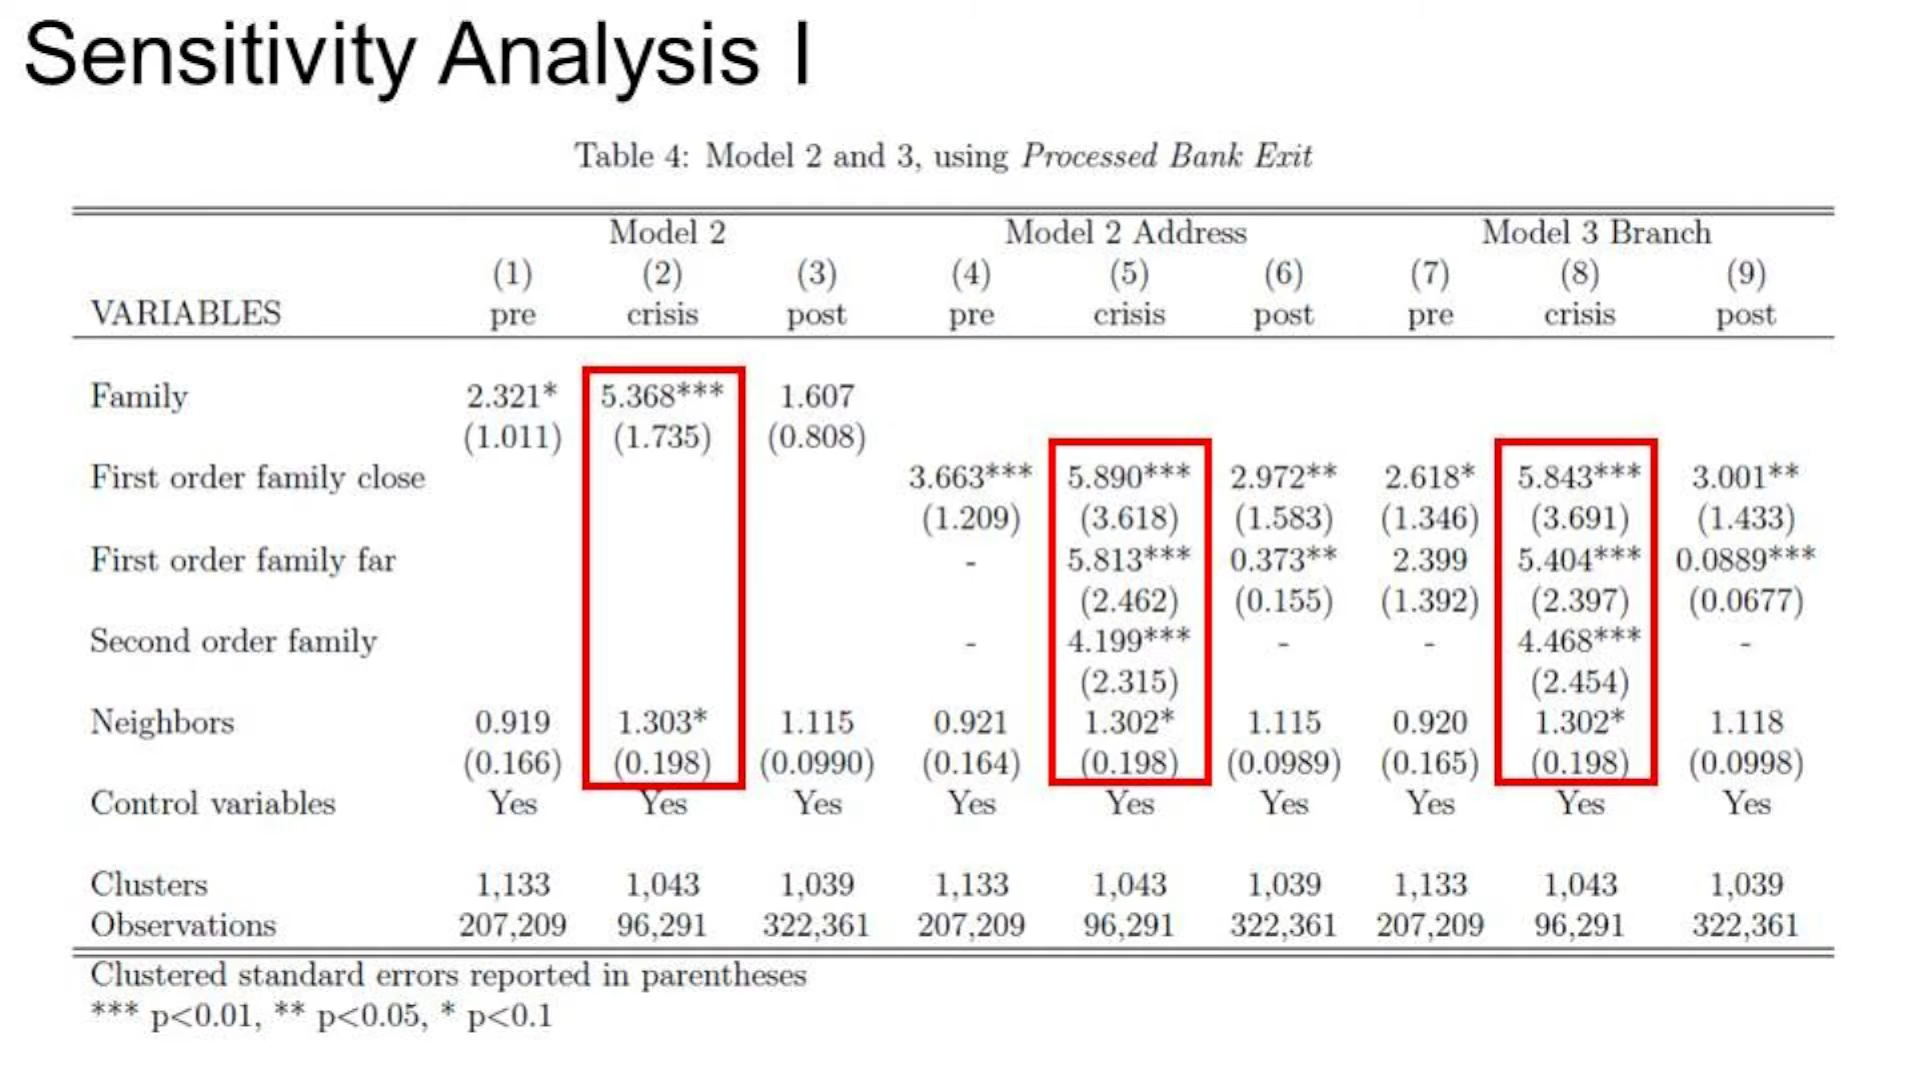 Sensitivity Analysis I
Table 4: Model 2 and 3, using Processed Bank Exit
Model 2 Model 2 Address Model 3 Branch
(1) (2) (3) (4) (5) (6) (7) (8) (9)
VARIABLES pre crisis post pre crisis post pre crisis post
Family 2.321* 5.368*** 1.607
(1.011) (1.735) (0.808)
First order family close 3.663*** 5.890*** 2.972** 2.618* 5.843*** 3.001**
(1.209) (3.618) (1.583) (1.346) (3.691) (1.433)
First order family far - 5.813*** 0.373** 2.399 5.404*** 0.0889***
(2.462) (0.155) (1.392) (2.397) (0.0677)
Second order family - 4.199*** - - 4.468*** -
(2.315) (2.454)
Neighbors 0.919 1.303* 1.115 0.921 1.302* 1.115 0.920 1.302* 1.118
(0.166) (0.198) (0.0990) (0.164) (0.198) (0.0989) (0.165) (0.198) (0.0998)
Control variables Yes Yes Yes Yes Yes Yes Yes Yes Yes
Clusters 1,133 1,043 1,039 1,133 1,043 1,039 1,133 1,043 1,039
Observations 207,209 96,291 322,361 207,209 96,291 322,361 207,209 96,291 322,361
Clustered standard errors reported in parentheses
*** p<0.01, ** p<0.05, * p<0.1